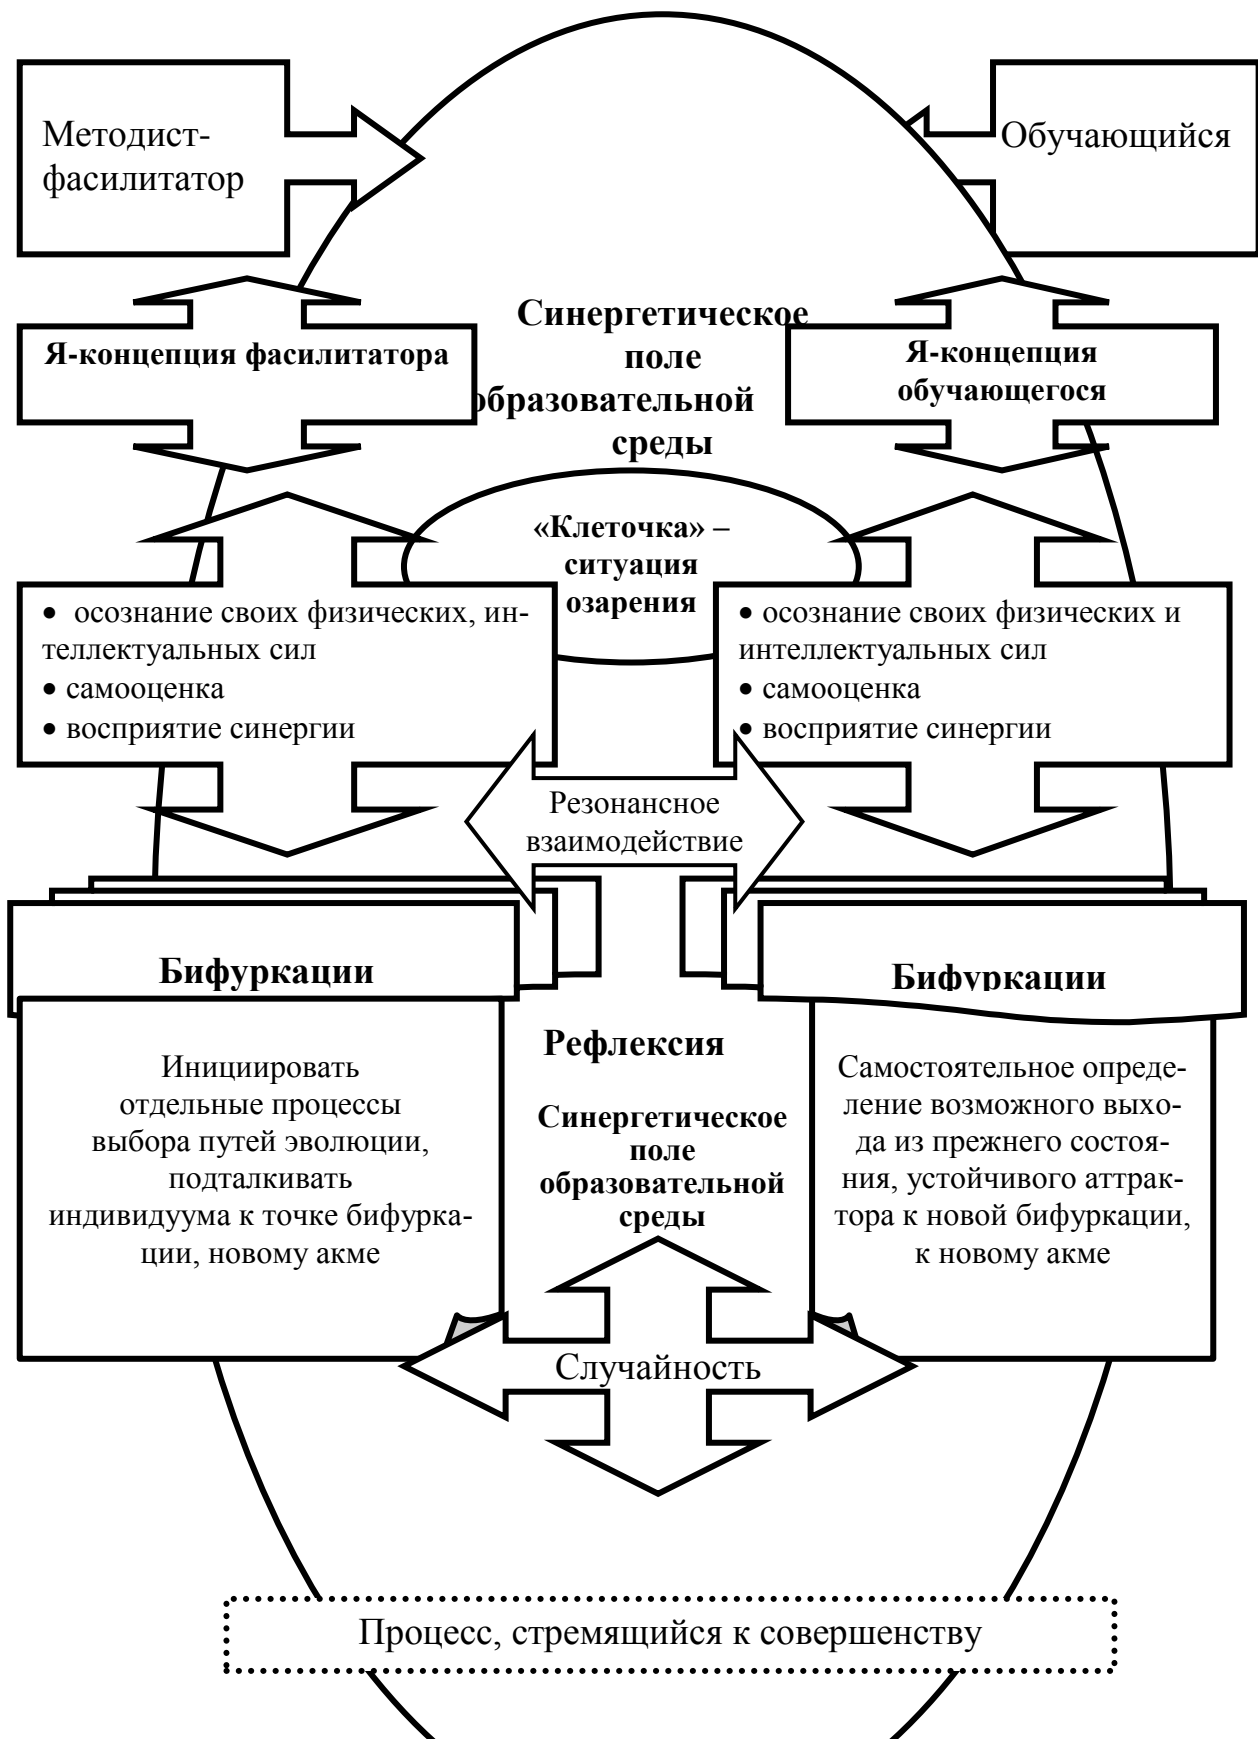 Методист-
фасилитатор
Обучающийся
Синергетическое
поле
образовательной
среды
Я-концепция фасилитатора
Я-концепция
обучающегося
«Клеточка» –
ситуация
озарения
• осознание своих физических, ин-
теллектуальных сил
• самооценка
• восприятие синергии
• осознание своих физических и
интеллектуальных сил
• самооценка
• восприятие синергии
Резонансное
взаимодействие
Бифуркации
Бифуркации
Инициировать
отдельные процессы
выбора путей эволюции,
подталкивать
индивидуума к точке бифурка-
ции, новому акме
Рефлексия
Синергетическое
поле
образовательной
среды
Самостоятельное опреде-
ление возможного выхо-
да из прежнего состоя-
ния, устойчивого аттрак-
тора к новой бифуркации,
к новому акме
Случайность
Процесс, стремящийся к совершенству